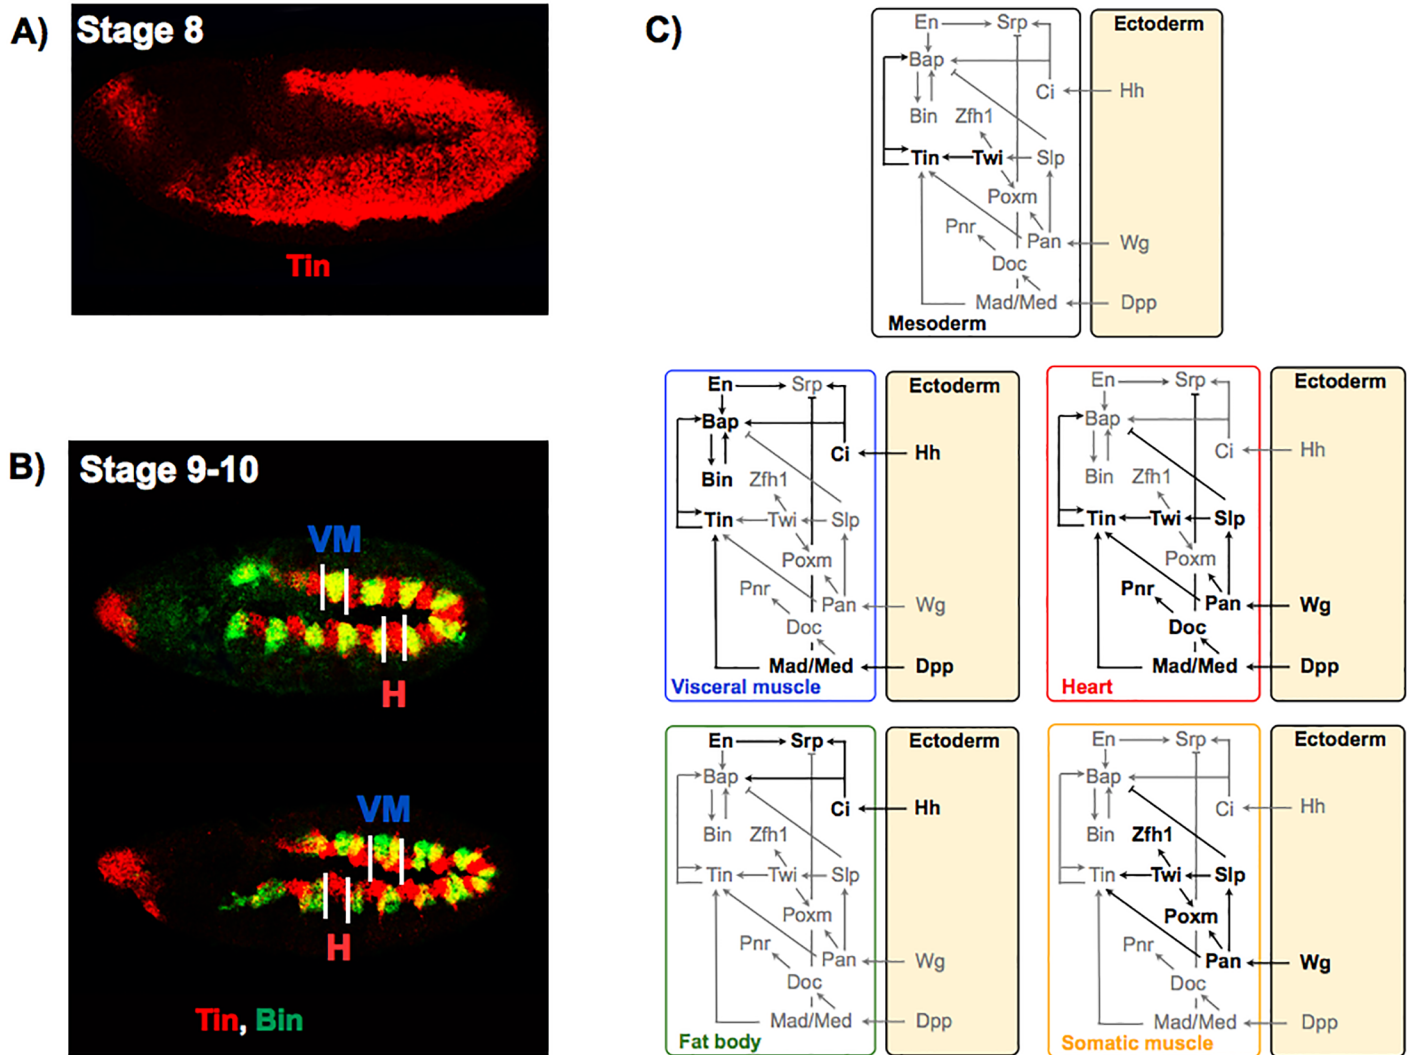 A)
Stage 8
Tin
B)
Stage 9-10
VM
H
VM
H
Tin, Bin
C)
En Srp
Bap
Ci
Bin Zfh1
Tin Twi Slp
Poxm
Pnr
Pan
Doc
Mad/Med
Mesoderm
Ectoderm
Hh
Wg
Dpp
En Srp
Bap
Ci
Bin Zfh1
Tin Twi Slp
Poxm
Pnr
Pan
Doc
Mad/Med
Visceral muscle
Ectoderm
Hh
Wg
Dpp
En Srp
Bap
Ci
Bin Zfh1
Tin Twi Slp
Poxm
Pnr
Pan
Doc
Mad/Med
Heart
Ectoderm
Hh
Wg
Dpp
En Srp
Bap
Ci
Bin Zfh1
Tin Twi Slp
Poxm
Pnr
Pan
Doc
Mad/Med
Fat body
Ectoderm
Hh
Wg
Dpp
En Srp
Bap
Ci
Bin Zfh1
Tin Twi Slp
Poxm
Pnr
Pan
Doc
Mad/Med
Somatic muscle
Ectoderm
Hh
Wg
Dpp